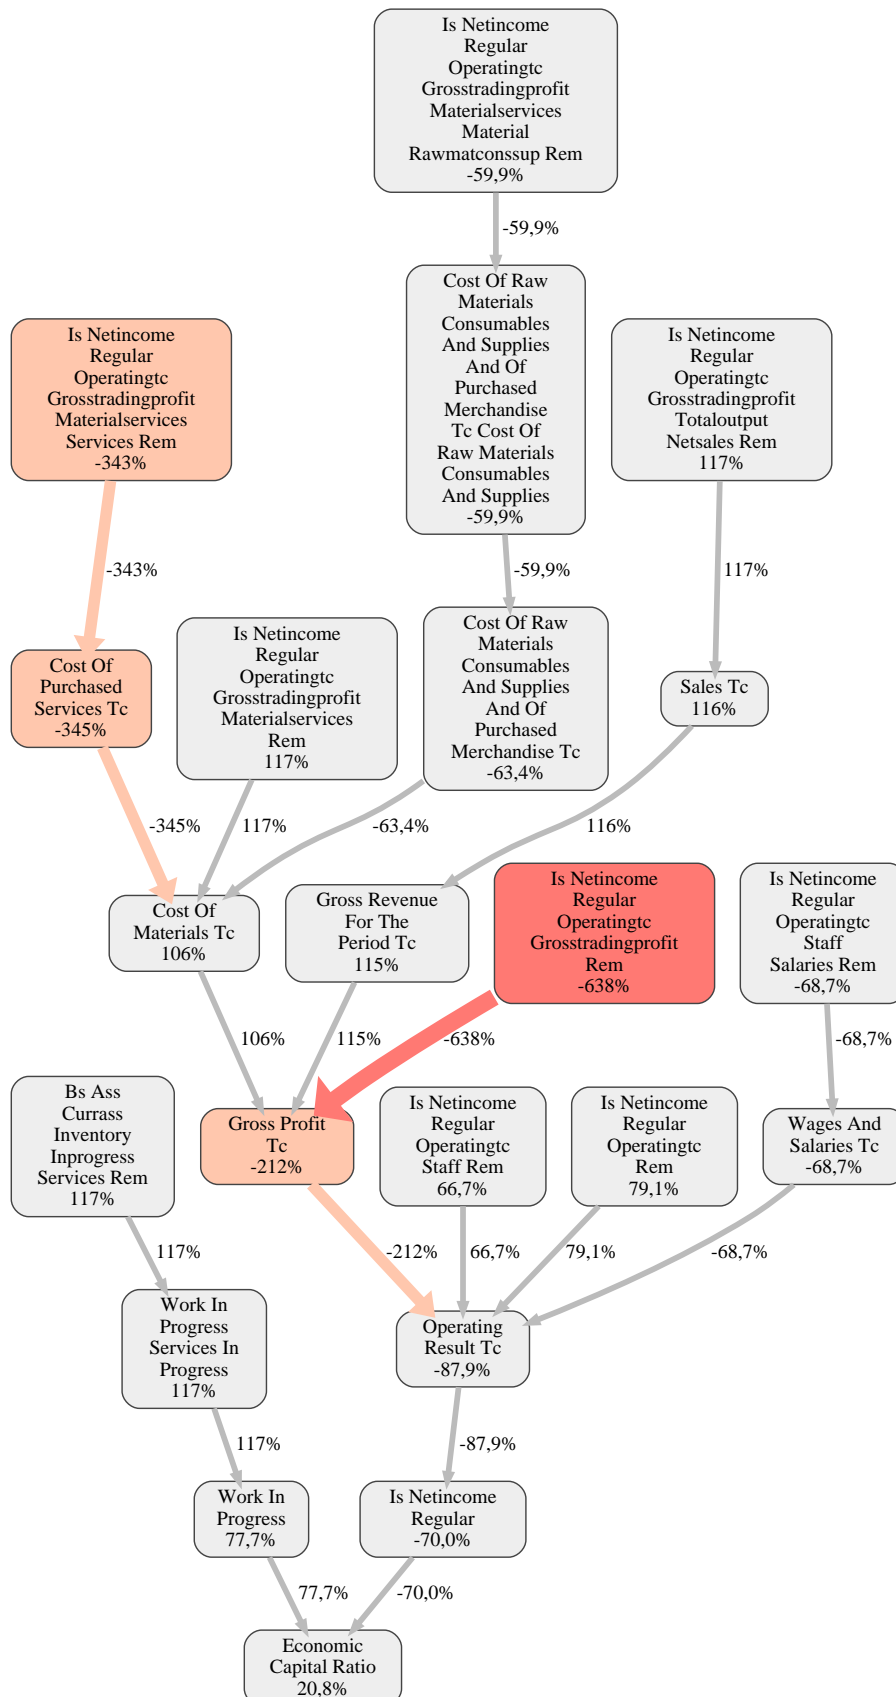 Is Netincome
Regular
Operatingtc
Grosstradingprofit
Materialservices
Material
Rawmatconssup Rem
-59,9%
-59,9%
Cost Of Raw
Materials
Consumables
And Supplies
And Of
Purchased
Merchandise
Tc Cost Of
Raw Materials
Consumables
And Supplies
-59,9%
Is Netincome
Regular
Operatingtc
Grosstradingprofit
Materialservices
Services Rem
-343%
Is Netincome
Regular
Operatingtc
Grosstradingprofit
Totaloutput
Netsales Rem
117%
-343%
-59,9%
117%
Cost Of
Purchased
Services Tc
-345%
Is Netincome
Regular
Operatingtc
Grosstradingprofit
Materialservices
Rem
117%
Cost Of Raw
Materials
Consumables
And Supplies
And Of
Purchased
Merchandise Tc
-63,4%
Sales Tc
116%
-345%
117%
-63,4%
116%
Cost Of
Materials Tc
106%
Gross Revenue
For The
Period Tc
115%
Is Netincome
Regular
Operatingtc
Grosstradingprofit
Rem
-638%
Is Netincome
Regular
Operatingtc
Staff
Salaries Rem
-68,7%
106%
115%
-638%
-68,7%
Bs Ass
Currass
Inventory
Inprogress
Services Rem
117%
Gross Profit
Tc
-212%
Is Netincome
Regular
Operatingtc
Staff Rem
66,7%
Is Netincome
Regular
Operatingtc
Rem
79,1%
Wages And
Salaries Tc
-68,7%
117%
-212%
66,7%
79,1%
-68,7%
Work In
Progress
Services In
Progress
117%
Operating
Result Tc
-87,9%
117%
-87,9%
Work In
Progress
77,7%
Is Netincome
Regular
-70,0%
77,7%
-70,0%
Economic
Capital Ratio
20,8%